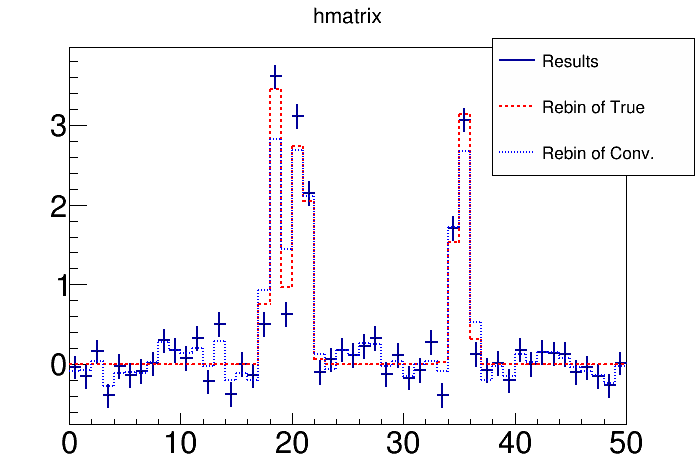 hmatrix
Results
Rebin of True
Rebin of Conv.
3
2
1
0
0 10 20 30 40 50